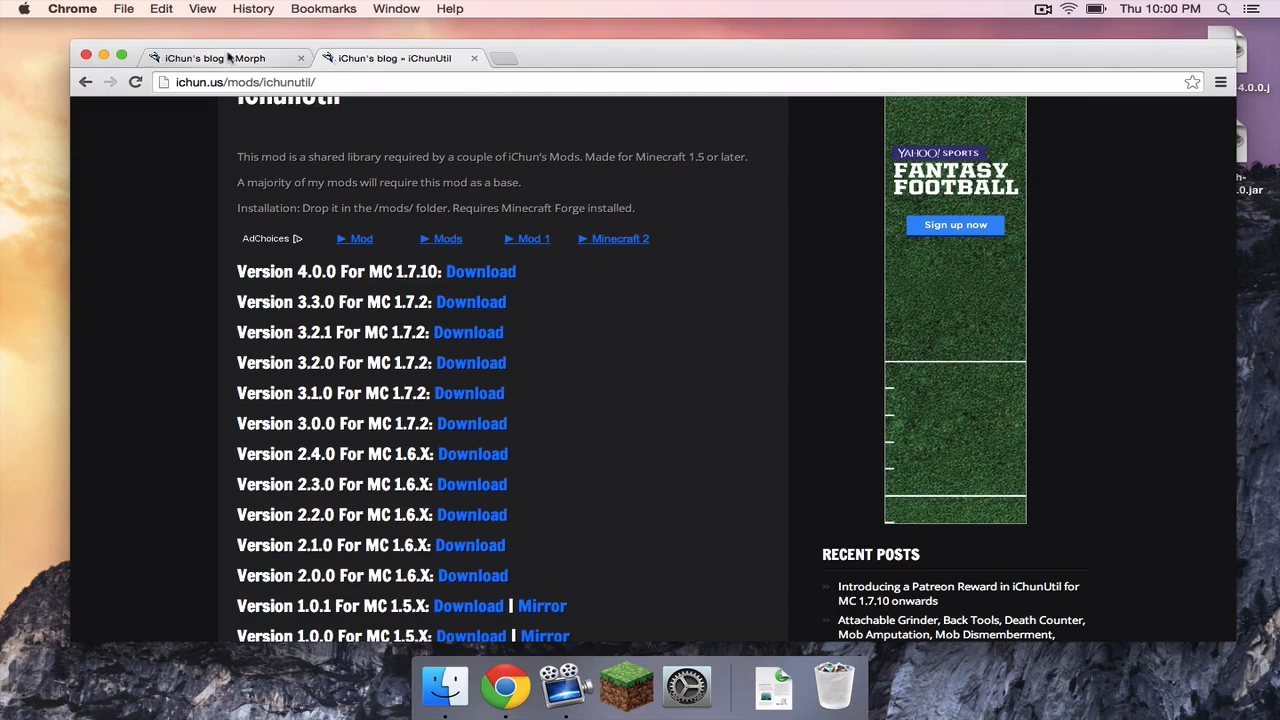 Chrome File Edit View History Bookmarks Window Help Thu 10:00 PM
iChun's blog » Morph iChun's blog » iChunUtil
ichun.us/mods/ichunutil/
iChunUtil
This mod is a shared library required by a couple of iChun's Mods. Made for Minecraft 1.5 or later.
A majority of my mods will require this mod as a base.
Installation: Drop it in the /mods/ folder. Requires Minecraft Forge installed.
AdChoices ► Mod ► Mods ► Mod 1 ► Minecraft 2
Version 4.0.0 For MC 1.7.10: Download
Version 3.3.0 For MC 1.7.2: Download
Version 3.2.1 For MC 1.7.2: Download
Version 3.2.0 For MC 1.7.2: Download
Version 3.1.0 For MC 1.7.2: Download
Version 3.0.0 For MC 1.7.2: Download
Version 2.4.0 For MC 1.6.X: Download
Version 2.3.0 For MC 1.6.X: Download
Version 2.2.0 For MC 1.6.X: Download
Version 2.1.0 For MC 1.6.X: Download
Version 2.0.0 For MC 1.6.X: Download
Version 1.0.1 For MC 1.5.X: Download | Mirror
Version 1.0.0 For MC 1.5.X: Download | Mirror
YAHOO! SPORTS
FANTASY
FOOTBALL
Sign up now
RECENT POSTS
Introducing a Patreon Reward in iChunUtil for
MC 1.7.10 onwards
Attachable Grinder, Back Tools, Death Counter,
Mob Amputation, Mob Dismemberment,